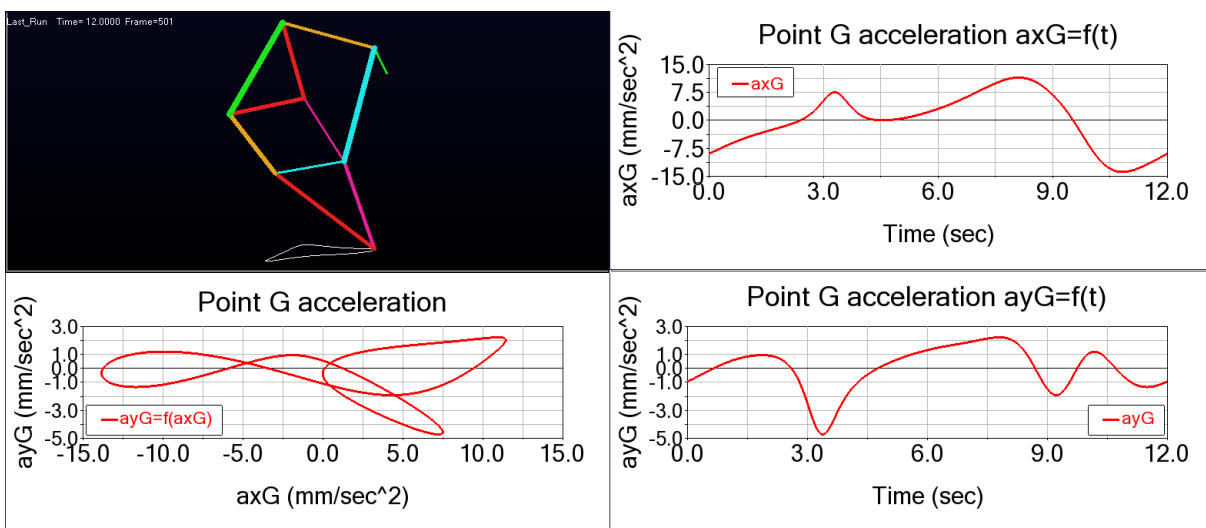 Last_Run Time= 12.0000 Frame=501
Point G acceleration axG=f(t)
axG (mm/sec^2)
15.0
7.5
0.0
-7.5
-15.0
axG
0.0 3.0 6.0 9.0 12.0
Time (sec)
Point G acceleration
ayG (mm/sec^2)
3.0
1.0
-1.0
-3.0
-5.0
0.0
ayG=f(axG)
-15.0 -10.0 -5.0 0.0 5.0 10.0 15.0
axG (mm/sec^2)
Point G acceleration ayG=f(t)
ayG (mm/sec^2)
3.0
1.0
0.0
-1.0
-3.0
-5.0
ayG
0.0 3.0 6.0 9.0 12.0
Time (sec)